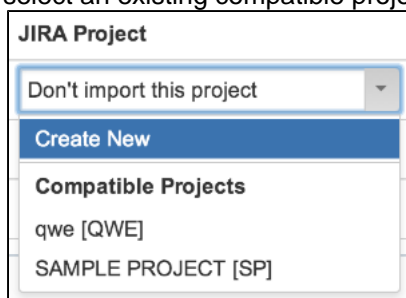 select an existing compatible proje
JIRA Project
Don't import this project
Create New
Compatible Projects
qwe [QWE]
SAMPLE PROJECT [SP]